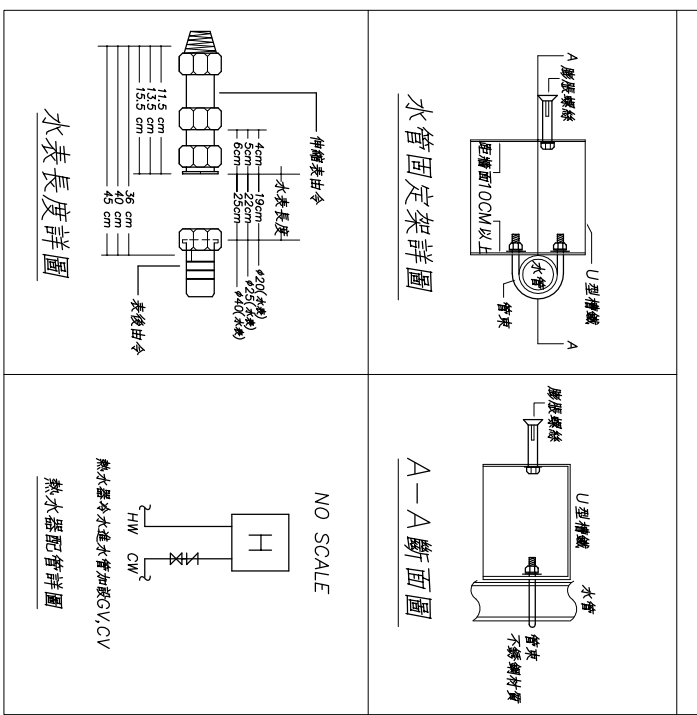 U型槽鐵
A
A
膨脹螺絲
距牆面10CM以上
水管
管束
水管固定架詳圖
U型槽鐵
水管
膨脹螺絲
管束
不銹鋼材質
A-A斷面圖
伸縮表由令
水表長度
4cm
19cm
φ20(水表)
5cm
22cm
φ25(水表)
6cm
25cm
φ40(水表)
11.5 cm
13.5 cm
15.5 cm
36 cm
40 cm
45 cm
表後由令
水表長度詳圖
NO SCALE
H
HW
CW
熱水器冷水進水管加設GV,CV
熱水器配管詳圖